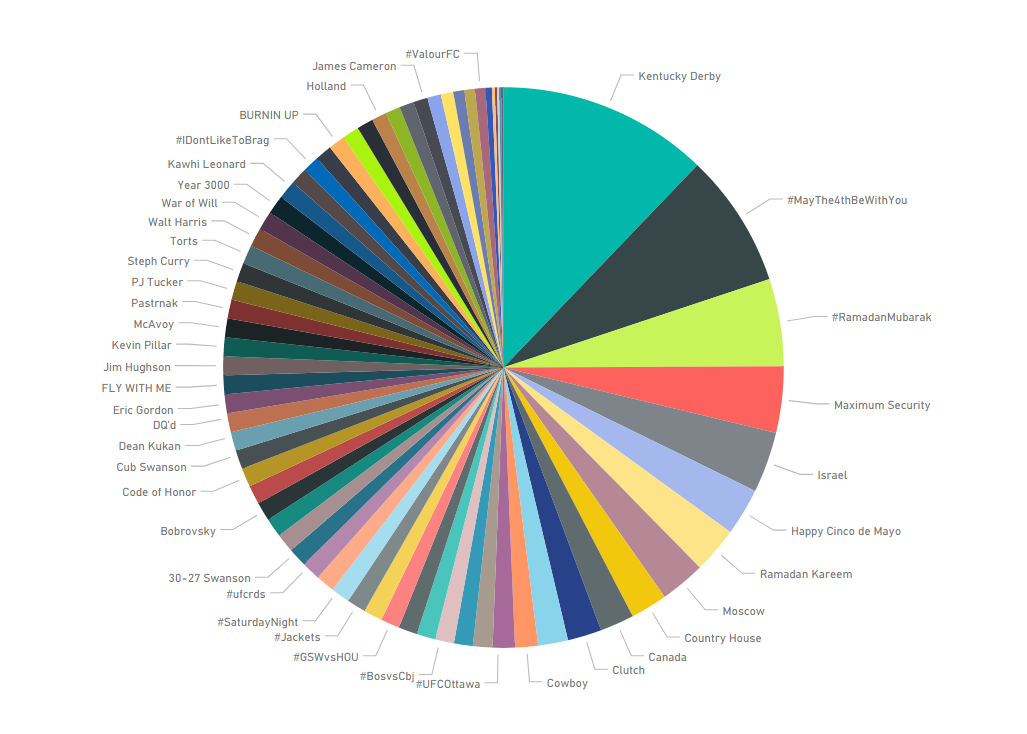 #ValourFC
James Cameron
Holland
BURNIN UP
#IDontLikeToBrag
Kawhi Leonard
Year 3000
War of Will
Walt Harris
Torts
Steph Curry
PJ Tucker
Pastrnak
McAvoy
Kevin Pillar
Jim Hughson
FLY WITH ME
Eric Gordon
DQ'd
Dean Kukan
Cub Swanson
Code of Honor
Bobrovsky
30-27 Swanson
#ufcrds
#SaturdayNight
#Jackets
#GSWvsHOU
#BosvsCbj
#UFCOttawa
Kentucky Derby
#MayThe4thBeWithYou
#RamadanMubarak
Maximum Security
Israel
Happy Cinco de Mayo
Ramadan Kareem
Moscow
Country House
Canada
Clutch
Cowboy